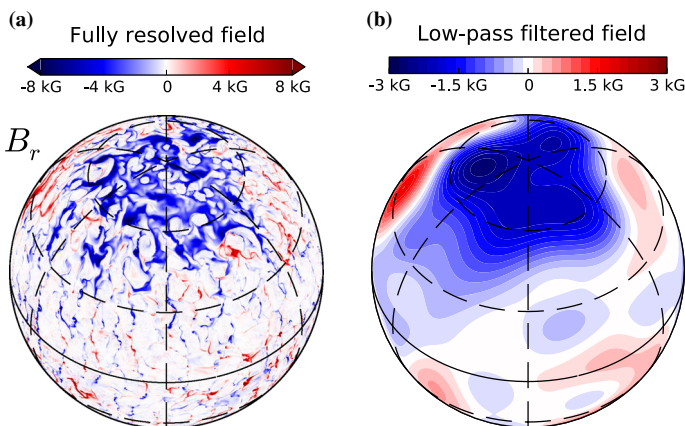 (a) Fully resolved field
-8 kG -4 kG 0 4 kG 8 kG
B_r
(b) Low-pass filtered field
-3 kG -1.5 kG 0 1.5 kG 3 kG